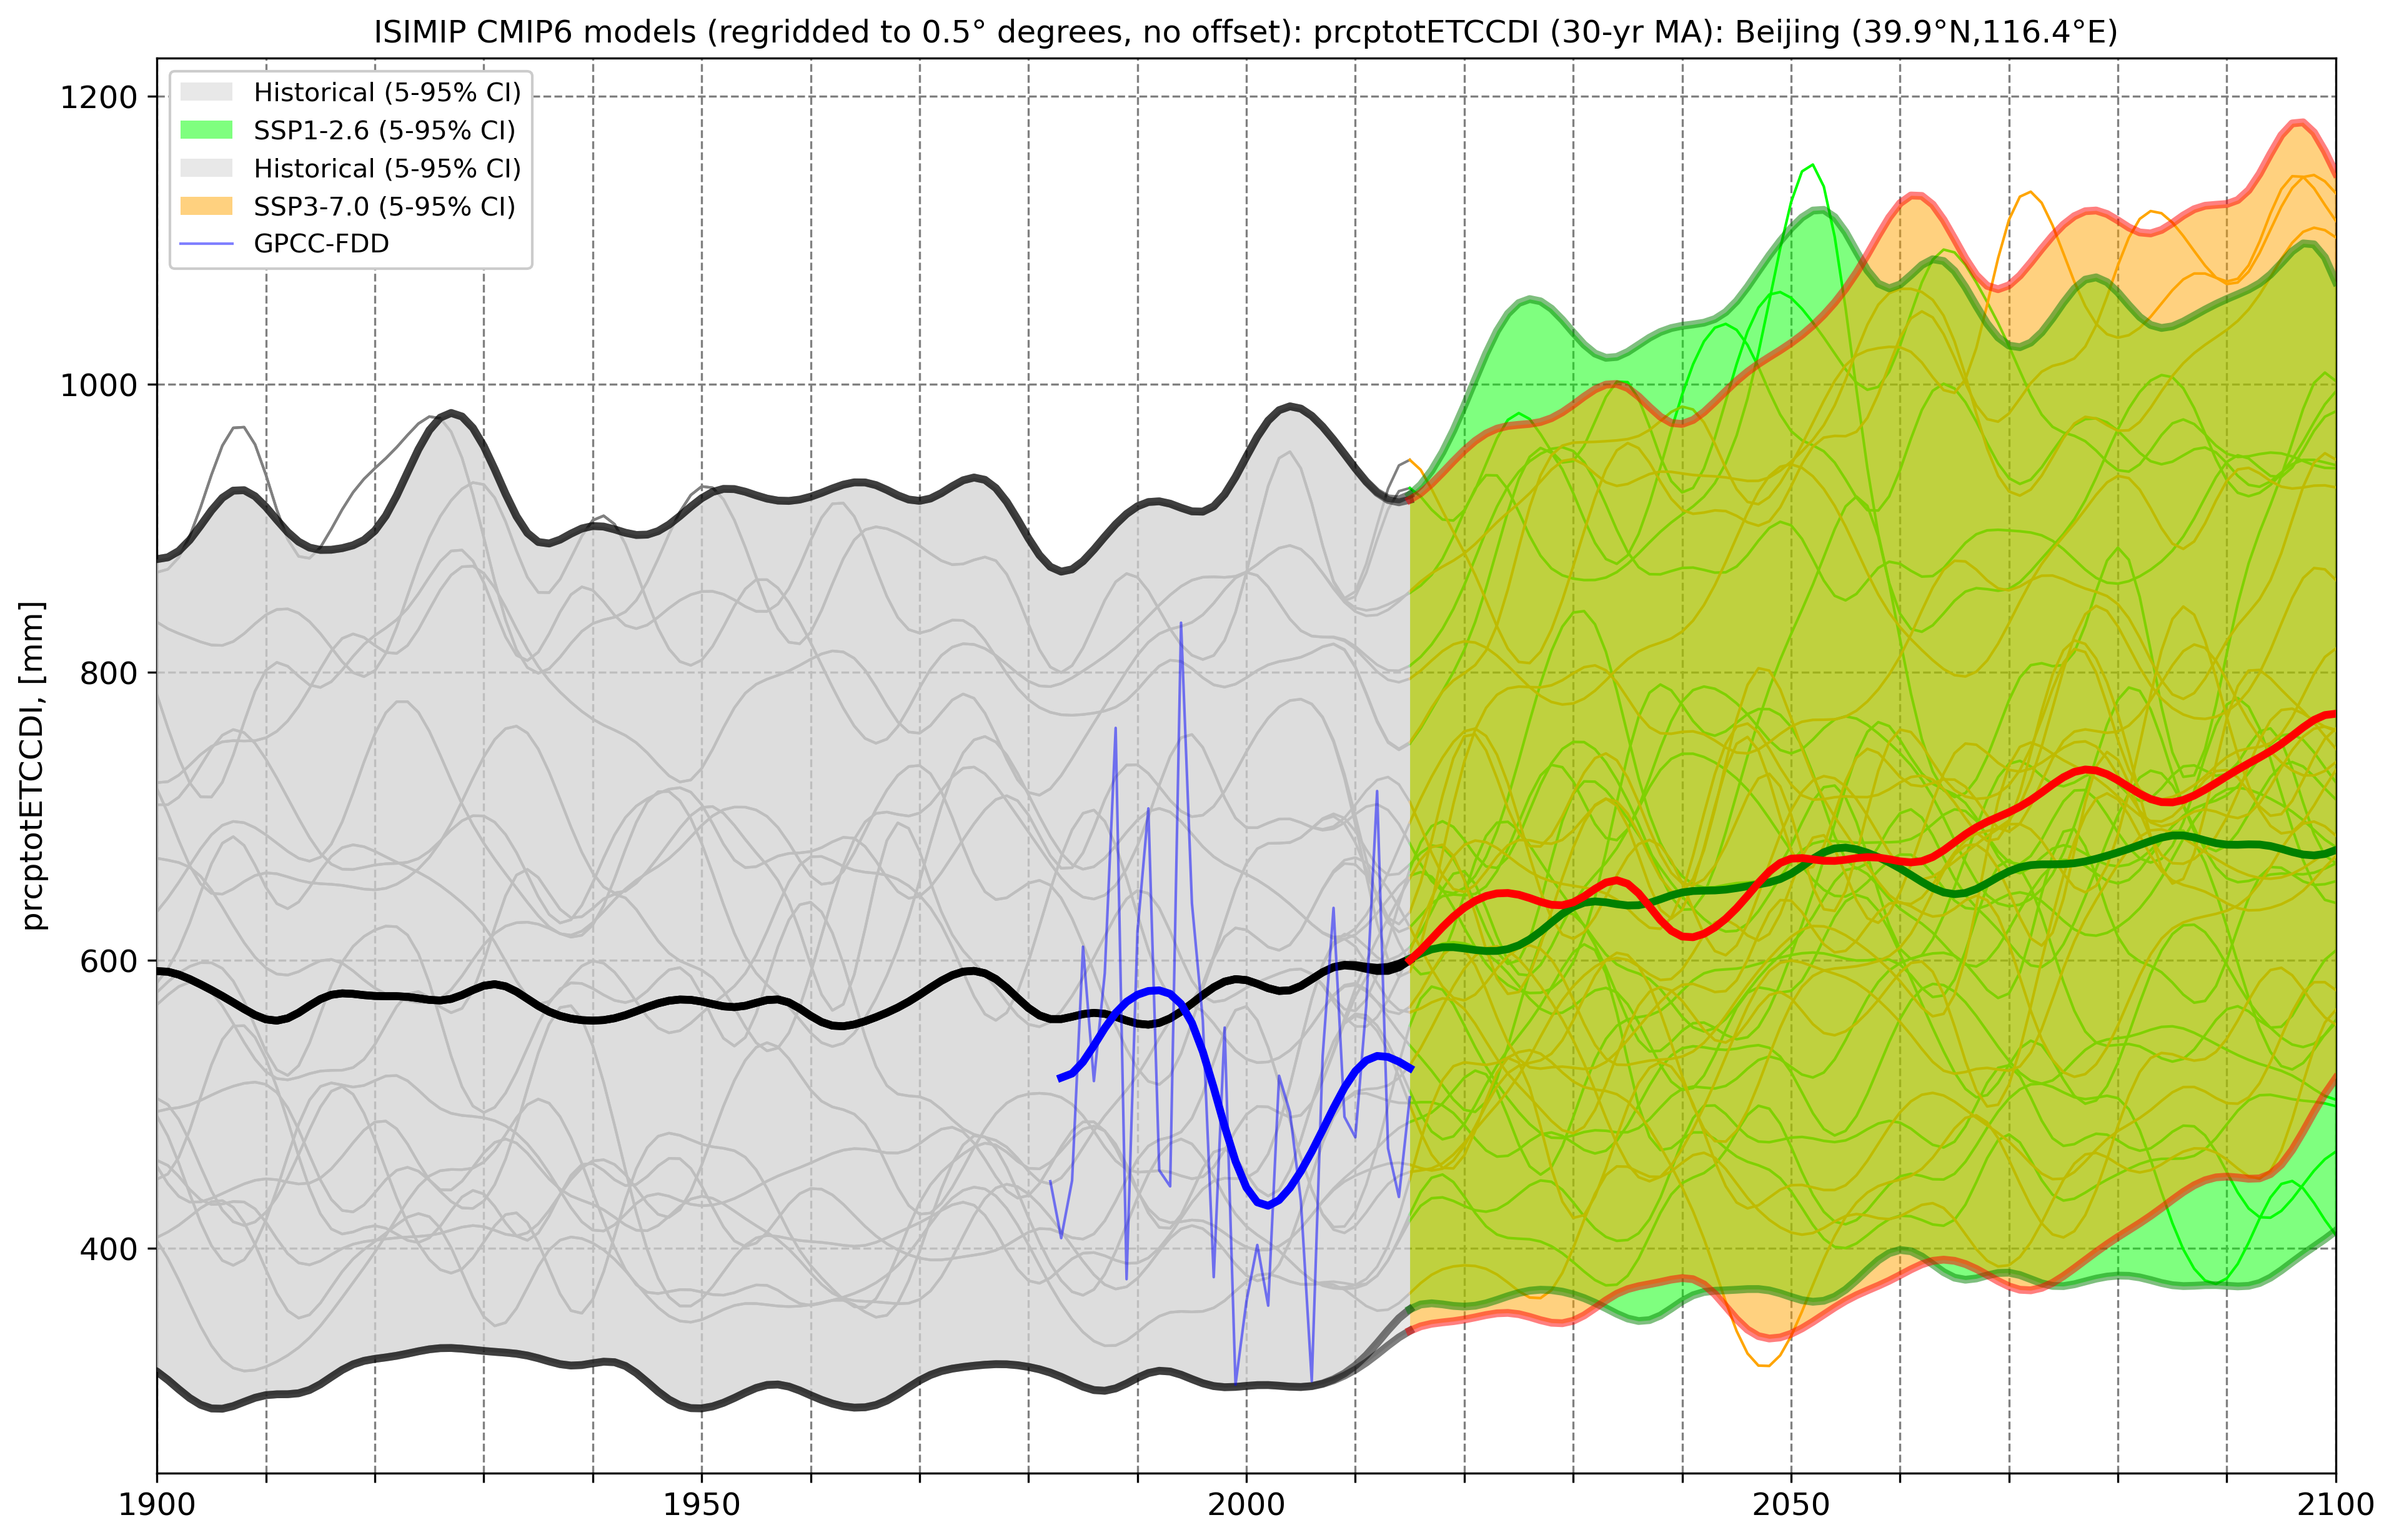 ISIMIP CMIP6 models (regridded to 0.5° degrees, no offset): prcptotETCCDI (30-yr MA): Beijing (39.9°N,116.4°E)
Historical (5-95% CI)
SSP1-2.6 (5-95% CI)
Historical (5-95% CI)
SSP3-7.0 (5-95% CI)
GPCC-FDD
prcptotETCCDI, [mm]
1200
1000
800
600
400
1900
1950
2000
2050
2100